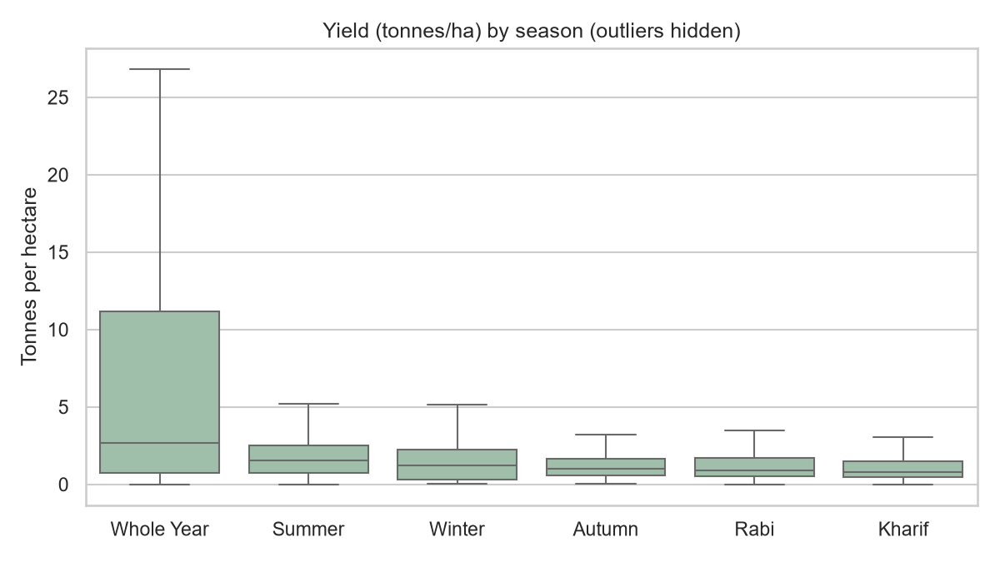 Yield (tonnes/ha) by season (outliers hidden)
Tonnes per hectare
25
20
15
10
5
0
Whole Year Summer Winter Autumn Rabi Kharif